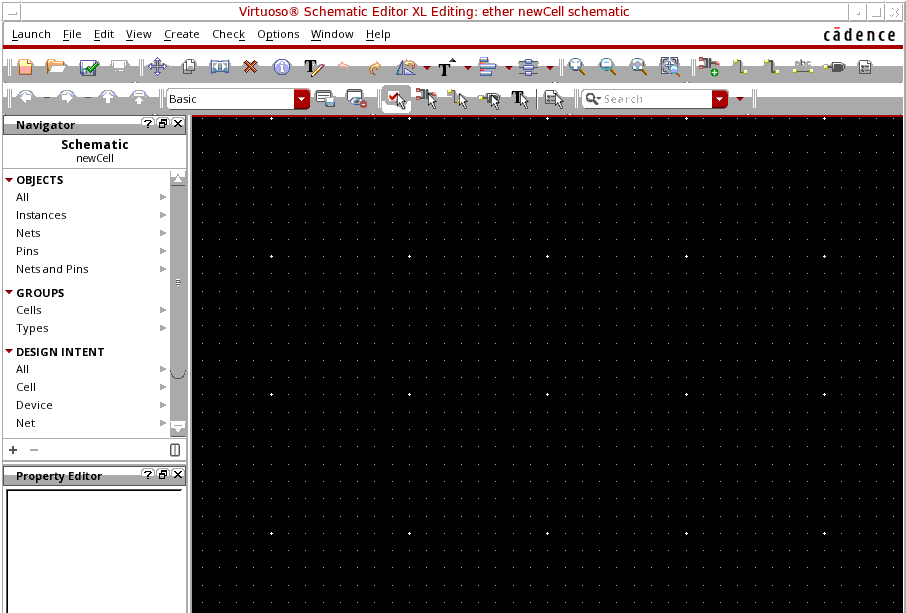 Virtuoso® Schematic Editor XL Editing: ether newCell schematic
Launch File Edit View Create Check Options Window Help cādence
Basic Search
Navigator
Schematic
newCell
OBJECTS
All
Instances
Nets
Pins
Nets and Pins
GROUPS
Cells
Types
DESIGN INTENT
All
Cell
Device
Net
Property Editor